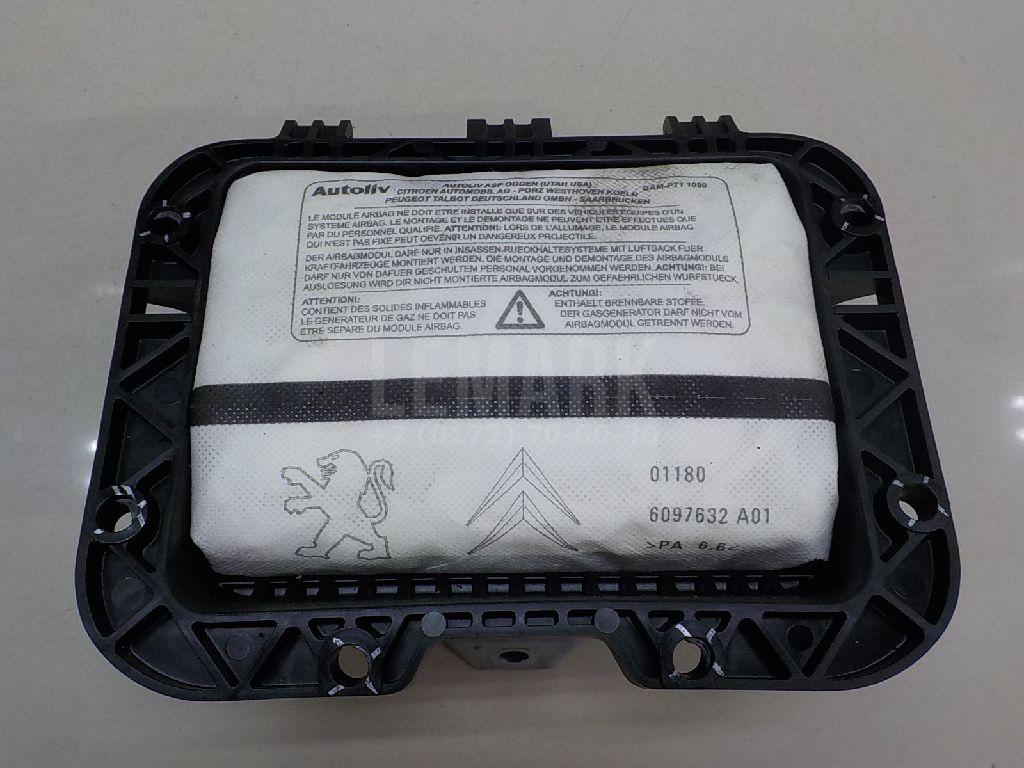 Autoliv
AUTOLIV ASP OGDEN (UTAH USA)
CITROEN AUTOMOBIL AG - PORZ WESTHOVEN KOELN BAM-PT1 1080
PEUGEOT TALBOT DEUTSCHLAND GMBH - SAARBRUCKEN
LE MODULE AIRBAG NE DOIT ETRE INSTALLE QUE SUR DES VEHICULES EQUIPES D'UN
SYSTEME AIRBAG. LE MONTAGE ET LE DEMONTAGE NE PEUVENT ETRE EFFECTUES QUE
PAR DU PERSONNEL QUALIFIE. ATTENTION!: LORS DE L'ALLUMAGE, LE MODULE AIRBAG
QUI N'EST PAS FIXE PEUT DEVENIR UN DANGEREUX PROJECTILE.
DER AIRBAGMODUL DARF NUR IN INSASSEN-RUECKHALTESYSTEME MIT LUFTSACK FUER
KRAFTFAHRZEUGE MONTIERT WERDEN. DIE MONTAGE UND DEMONTAGE DES AIRBAGMODULS
DARF NUR VON DAFUER GESCHULTEM PERSONAL VORGENOMMEN WERDEN. ACHTUNG!: BEI
AUSLOESUNG WIRD DIR NICHT MONTIERTE AIRBAGMODUL ZUM GEFAEHRLICHEN WURFSTUECK.
ATTENTION!:
CONTIENT DES SOLIDES INFLAMMABLES
LE GENERATEUR DE GAZ NE DOIT PAS
ETRE SEPARE DU MODULE AIRBAG.
ACHTUNG!:
ENTHAELT BRENNBARE STOFFE.
DER GASGENERATOR DARF NICHT VOM
AIRBAGMODUL GETRENNT WERDEN.
LEMARK
01180
6097632 A01
>PA 6.6<